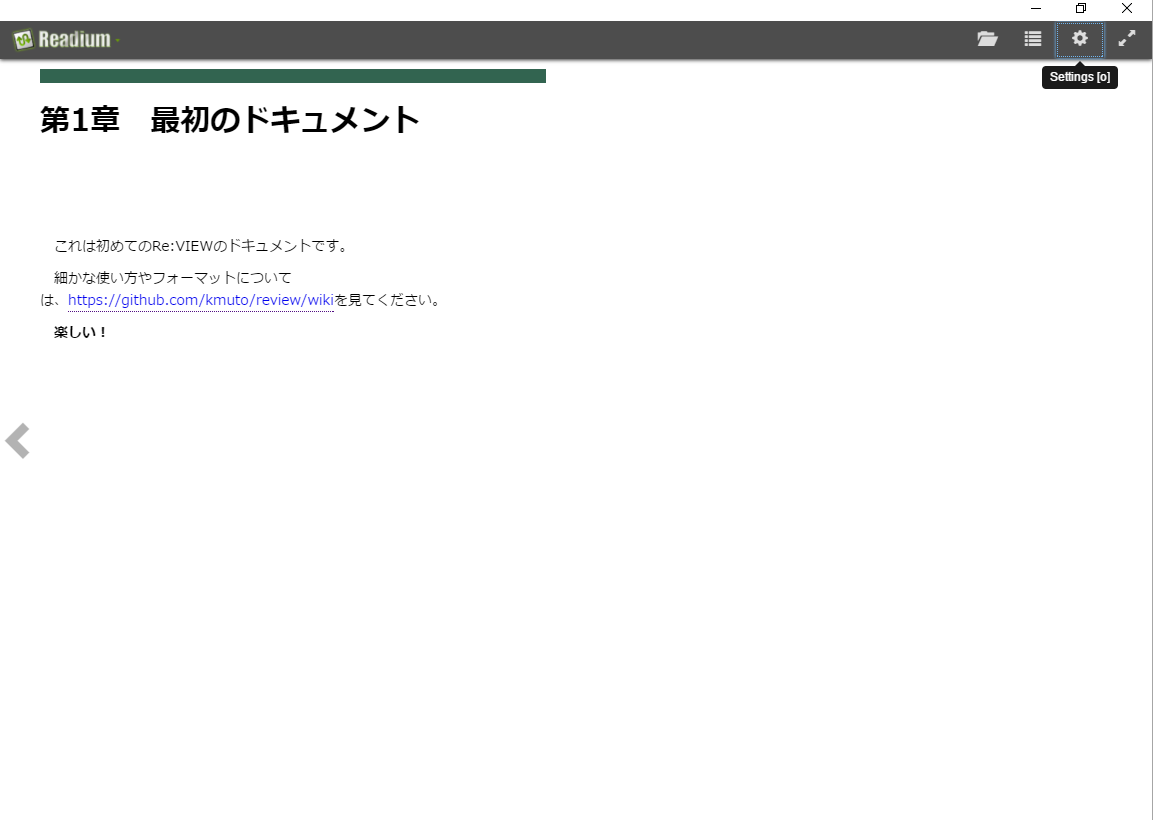 Readium
Settings [o]
第1章　最初のドキュメント
これは初めてのRe:VIEWのドキュメントです。
細かな使い方やフォーマットについて
は、https://github.com/kmuto/review/wikiを見てください。
楽しい！